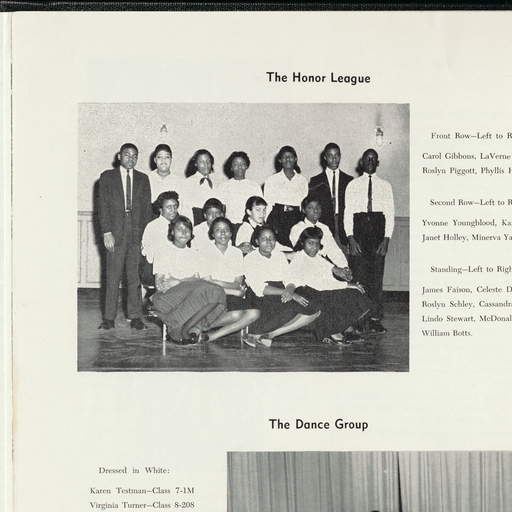 The Honor League
Front Row—Left to R
Carol Gibbons, LaVerne
Roslyn Piggott, Phyllis H
Second Row—Left to R
Yvonne Youngblood, Ka
Janet Holley, Minerva Ya
Standing—Left to Righ
James Faison, Celeste D
Roslyn Schley, Cassandra
Lindo Stewart, McDonal
William Botts.
The Dance Group
Dressed in White:
Karen Testman—Class 7-1M
Virginia Turner—Class 8-208